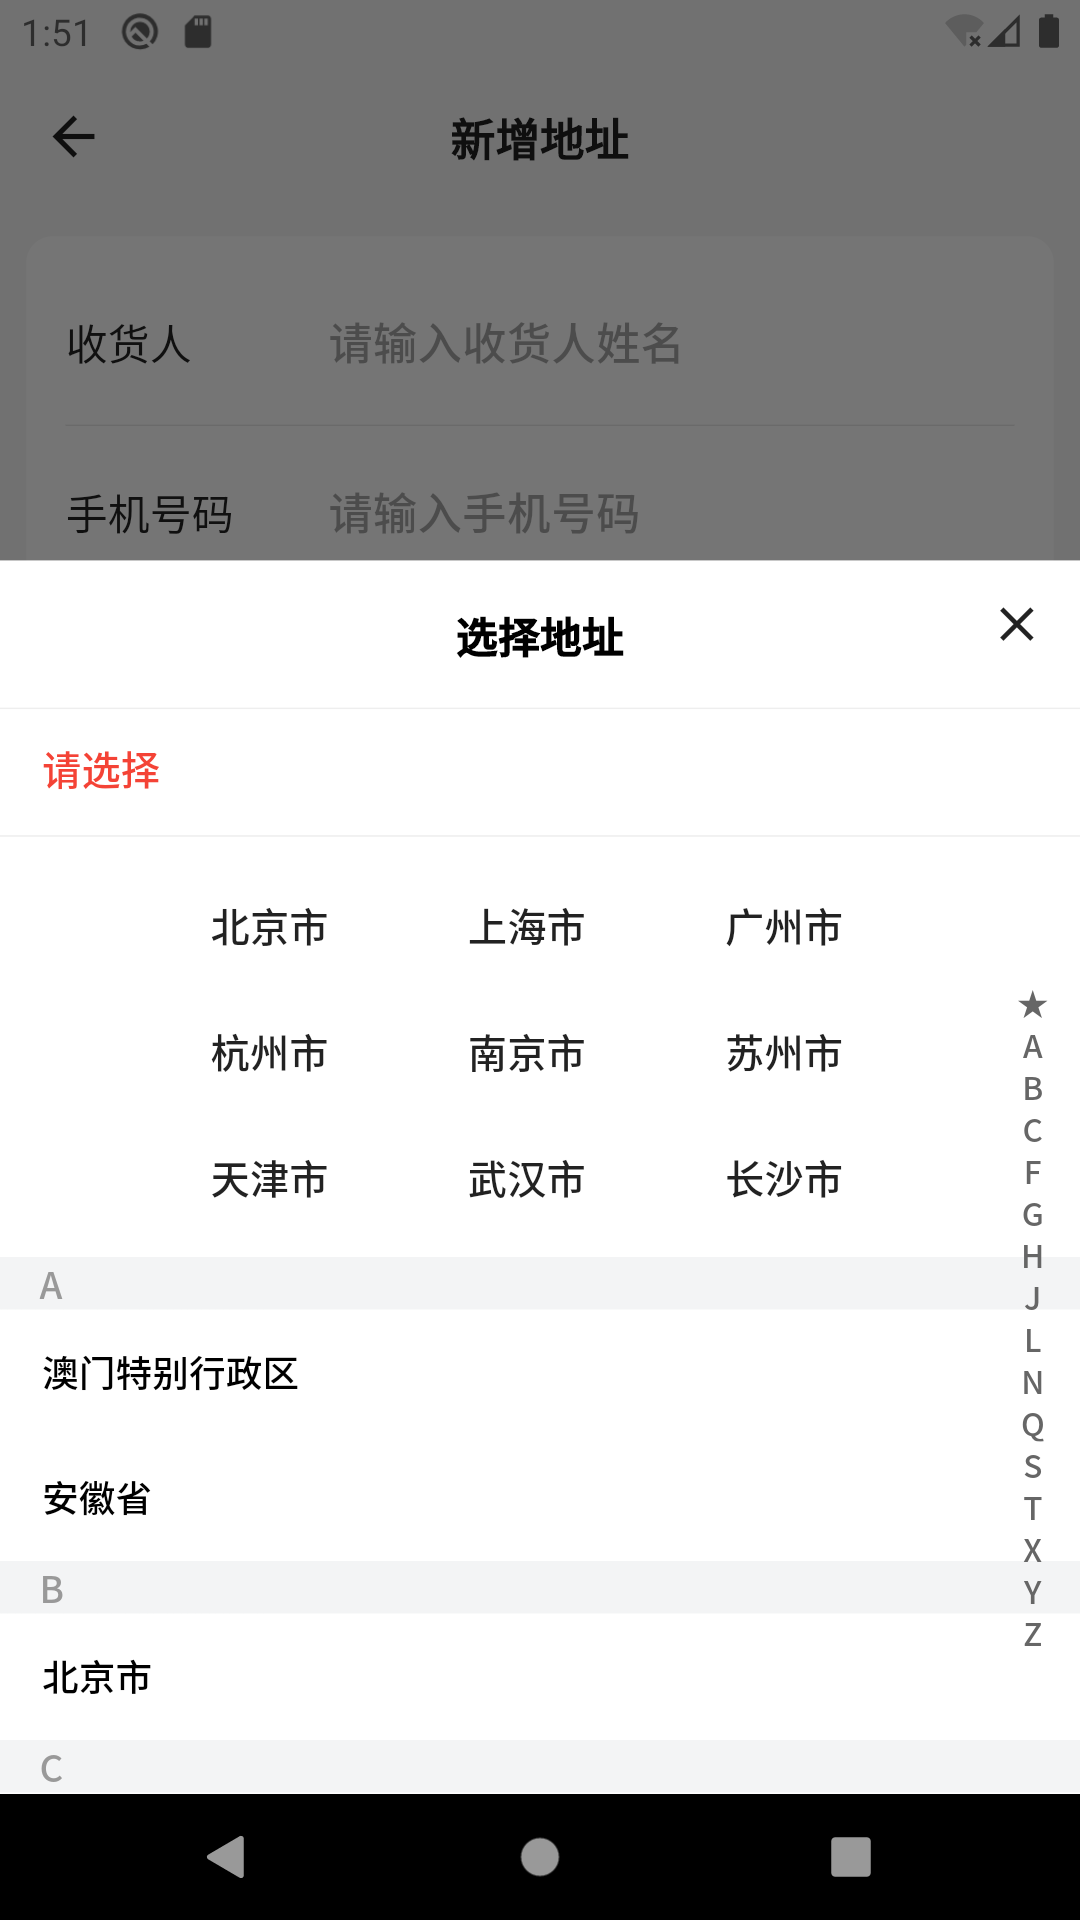 1:51
新增地址
收货人 请输入收货人姓名
手机号码 请输入手机号码
选择地址
请选择
北京市 上海市 广州市
杭州市 南京市 苏州市
天津市 武汉市 长沙市
A
澳门特别行政区
安徽省
B
北京市
C
★
A
B
C
F
G
H
J
L
N
Q
S
T
X
Y
Z